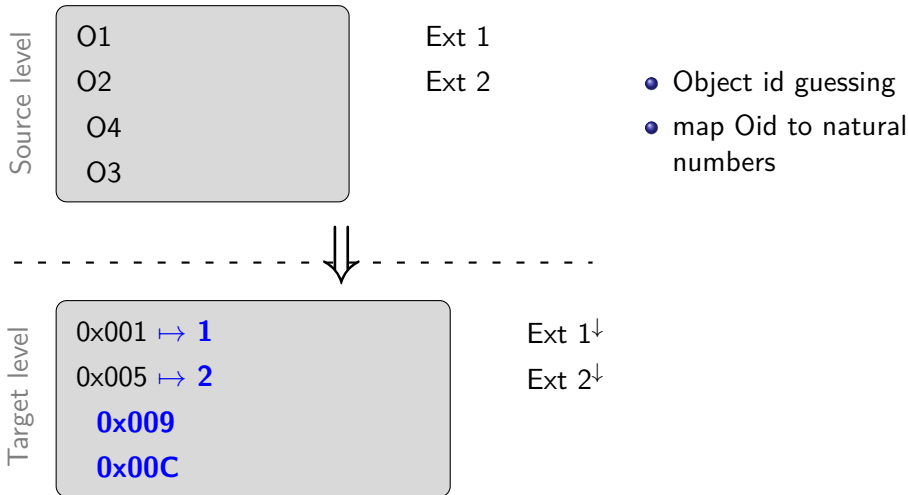 Source level
O1
O2
O4
O3
Ext 1
Ext 2
Object id guessing
map Oid to natural
numbers
Target level
0x001 ↦ 1
0x005 ↦ 2
0x009
0x00C
Ext 1↓
Ext 2↓